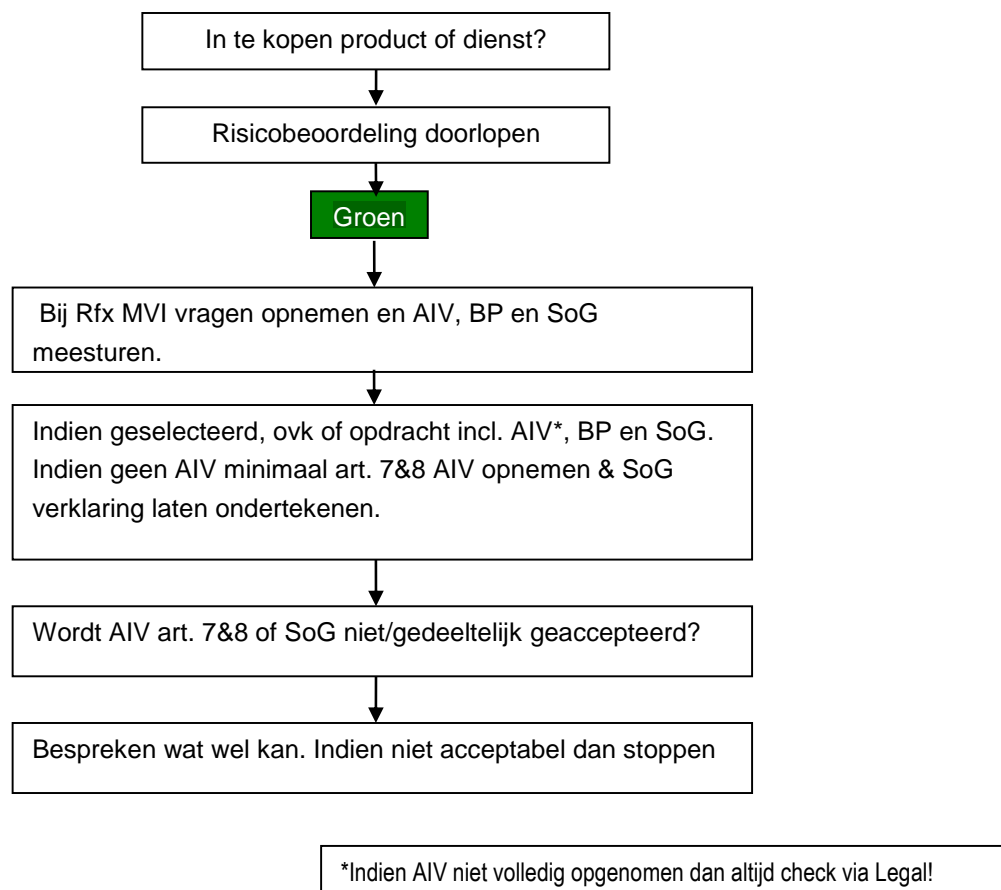 In te kopen product of dienst?
Risicobeoordeling doorlopen
Groen
Bij Rfx MVI vragen opnemen en AIV, BP en SoG
meesturen.
Indien geselecteerd, ovk of opdracht incl. AIV*, BP en SoG.
Indien geen AIV minimaal art. 7&8 AIV opnemen & SoG
verklaring laten ondertekenen.
Wordt AIV art. 7&8 of SoG niet/gedeeltelijk geaccepteerd?
Bespreken wat wel kan. Indien niet acceptabel dan stoppen
*Indien AIV niet volledig opgenomen dan altijd check via Legal!